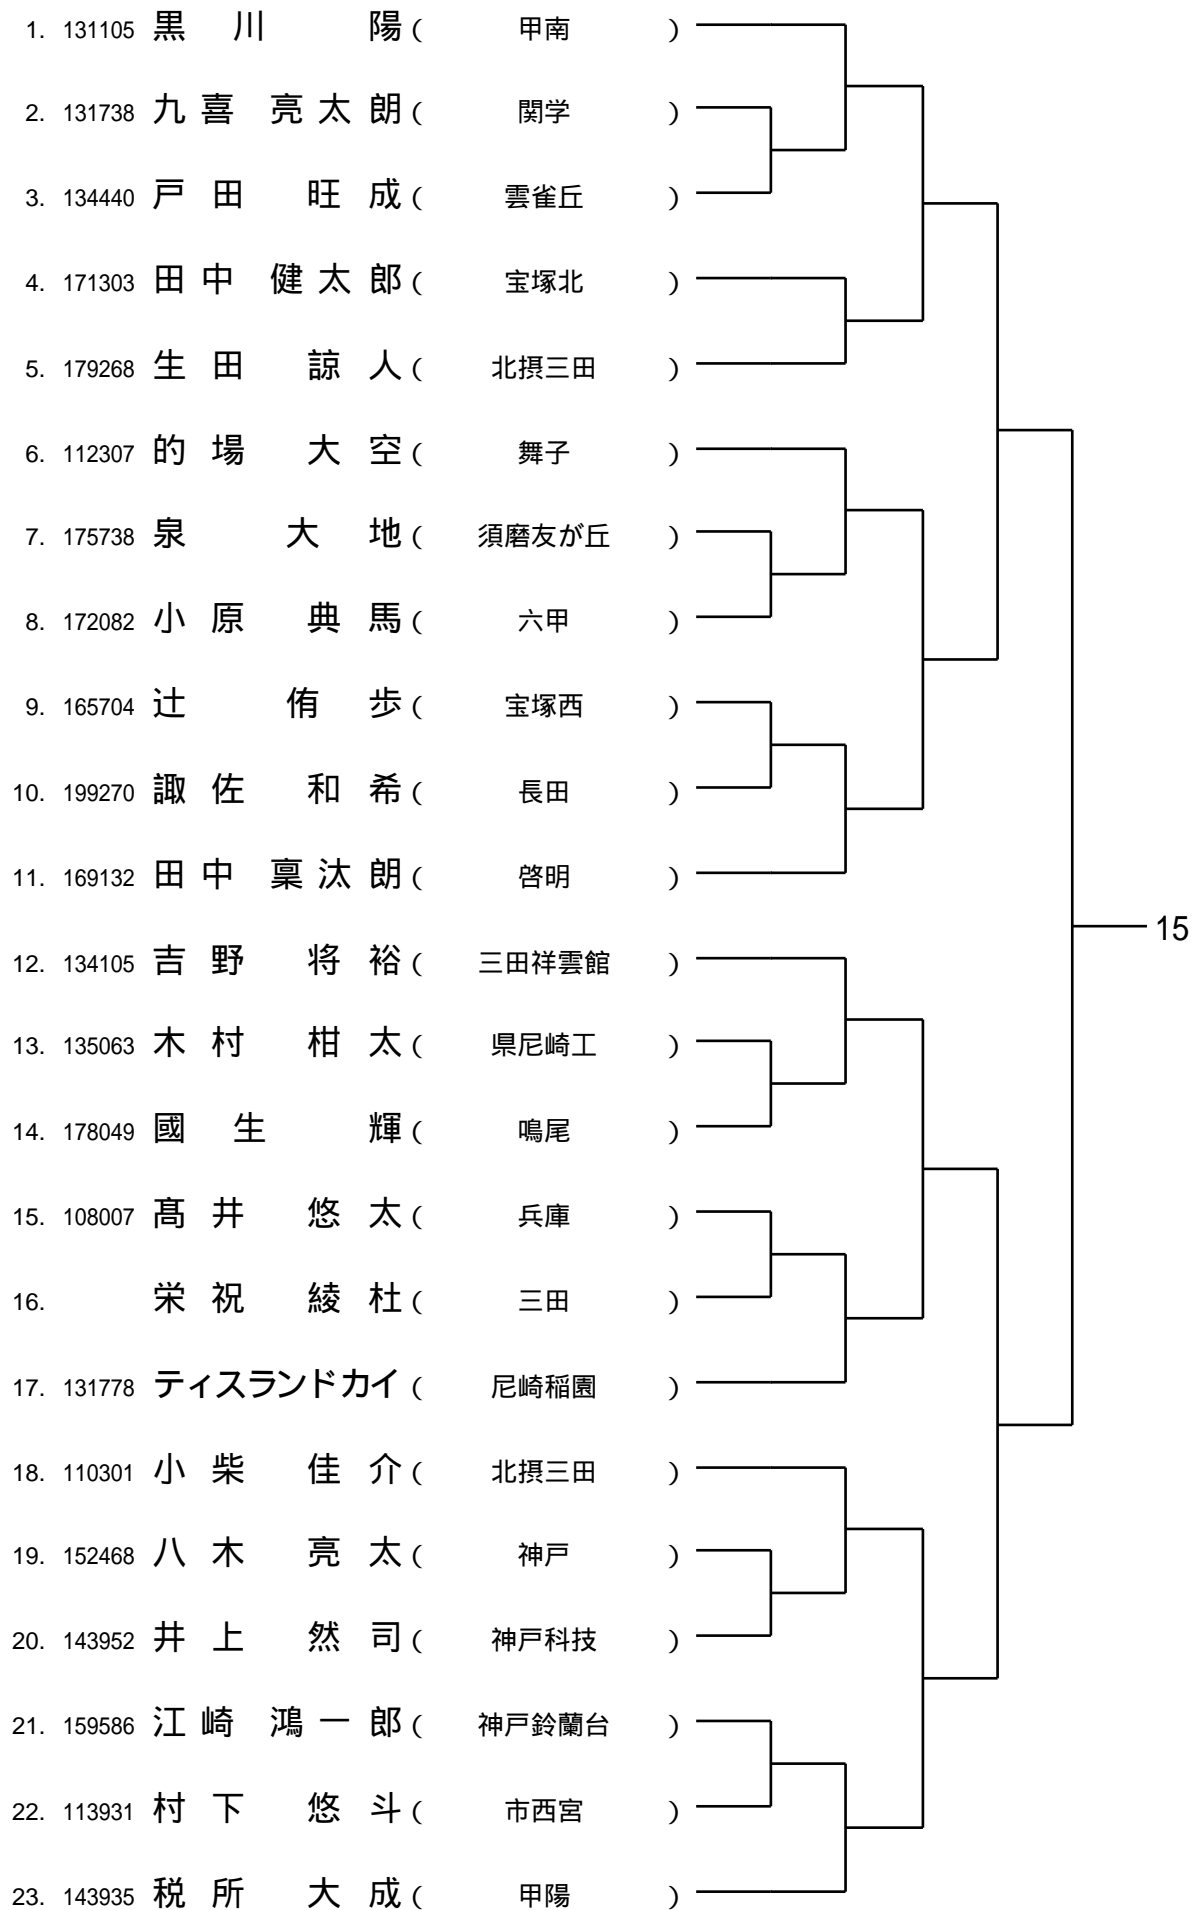 1. 131105 黒川 陽 ( 甲南 )
2. 131738 九喜 亮太朗 ( 関学 )
3. 134440 戸田 旺成 ( 雲雀丘 )
4. 171303 田中 健太郎 ( 宝塚北 )
5. 179268 生田 諒人 ( 北摂三田 )
6. 112307 的場 大空 ( 舞子 )
7. 175738 泉 大地 ( 須磨友が丘 )
8. 172082 小原 典馬 ( 六甲 )
9. 165704 辻 侑歩 ( 宝塚西 )
10. 199270 諏佐 和希 ( 長田 )
11. 169132 田中 稟汰朗 ( 啓明 )
15
12. 134105 吉野 将裕 ( 三田祥雲館 )
13. 135063 木村 柑太 ( 県尼崎工 )
14. 178049 國生 輝 ( 鳴尾 )
15. 108007 髙井 悠太 ( 兵庫 )
16. 栄祝 綾杜 ( 三田 )
17. 131778 ティスランドカイ ( 尼崎稲園 )
18. 110301 小柴 佳介 ( 北摂三田 )
19. 152468 八木 亮太 ( 神戸 )
20. 143952 井上 然司 ( 神戸科技 )
21. 159586 江崎 鴻一郎 ( 神戸鈴蘭台 )
22. 113931 村下 悠斗 ( 市西宮 )
23. 143935 税所 大成 ( 甲陽 )